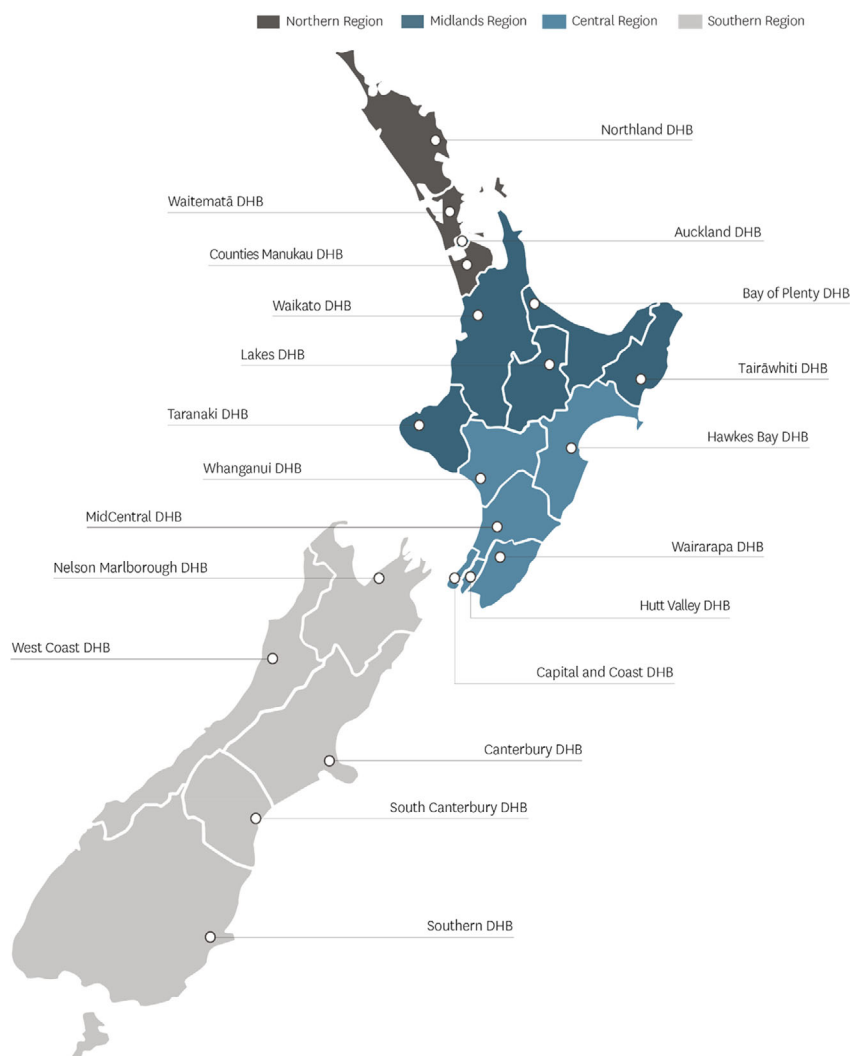 Northern Region
Midlands Region
Central Region
Southern Region
Northland DHB
Waitematā DHB
Auckland DHB
Counties Manukau DHB
Bay of Plenty DHB
Waikato DHB
Lakes DHB
Tairāwhiti DHB
Taranaki DHB
Hawkes Bay DHB
Whanganui DHB
MidCentral DHB
Wairarapa DHB
Nelson Marlborough DHB
Hutt Valley DHB
West Coast DHB
Capital and Coast DHB
Canterbury DHB
South Canterbury DHB
Southern DHB